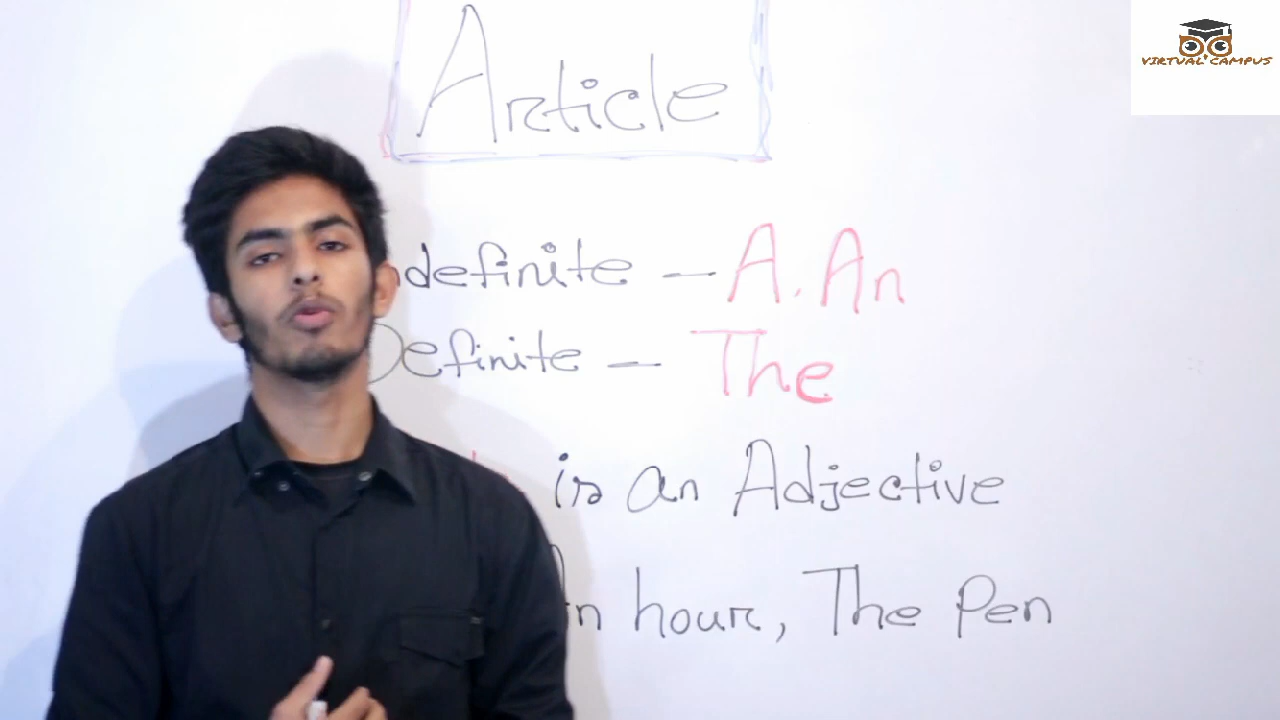 Article
VIRTUAL CAMPUS
definite - A. An
Definite - The
is an Adjective
hour, The Pen